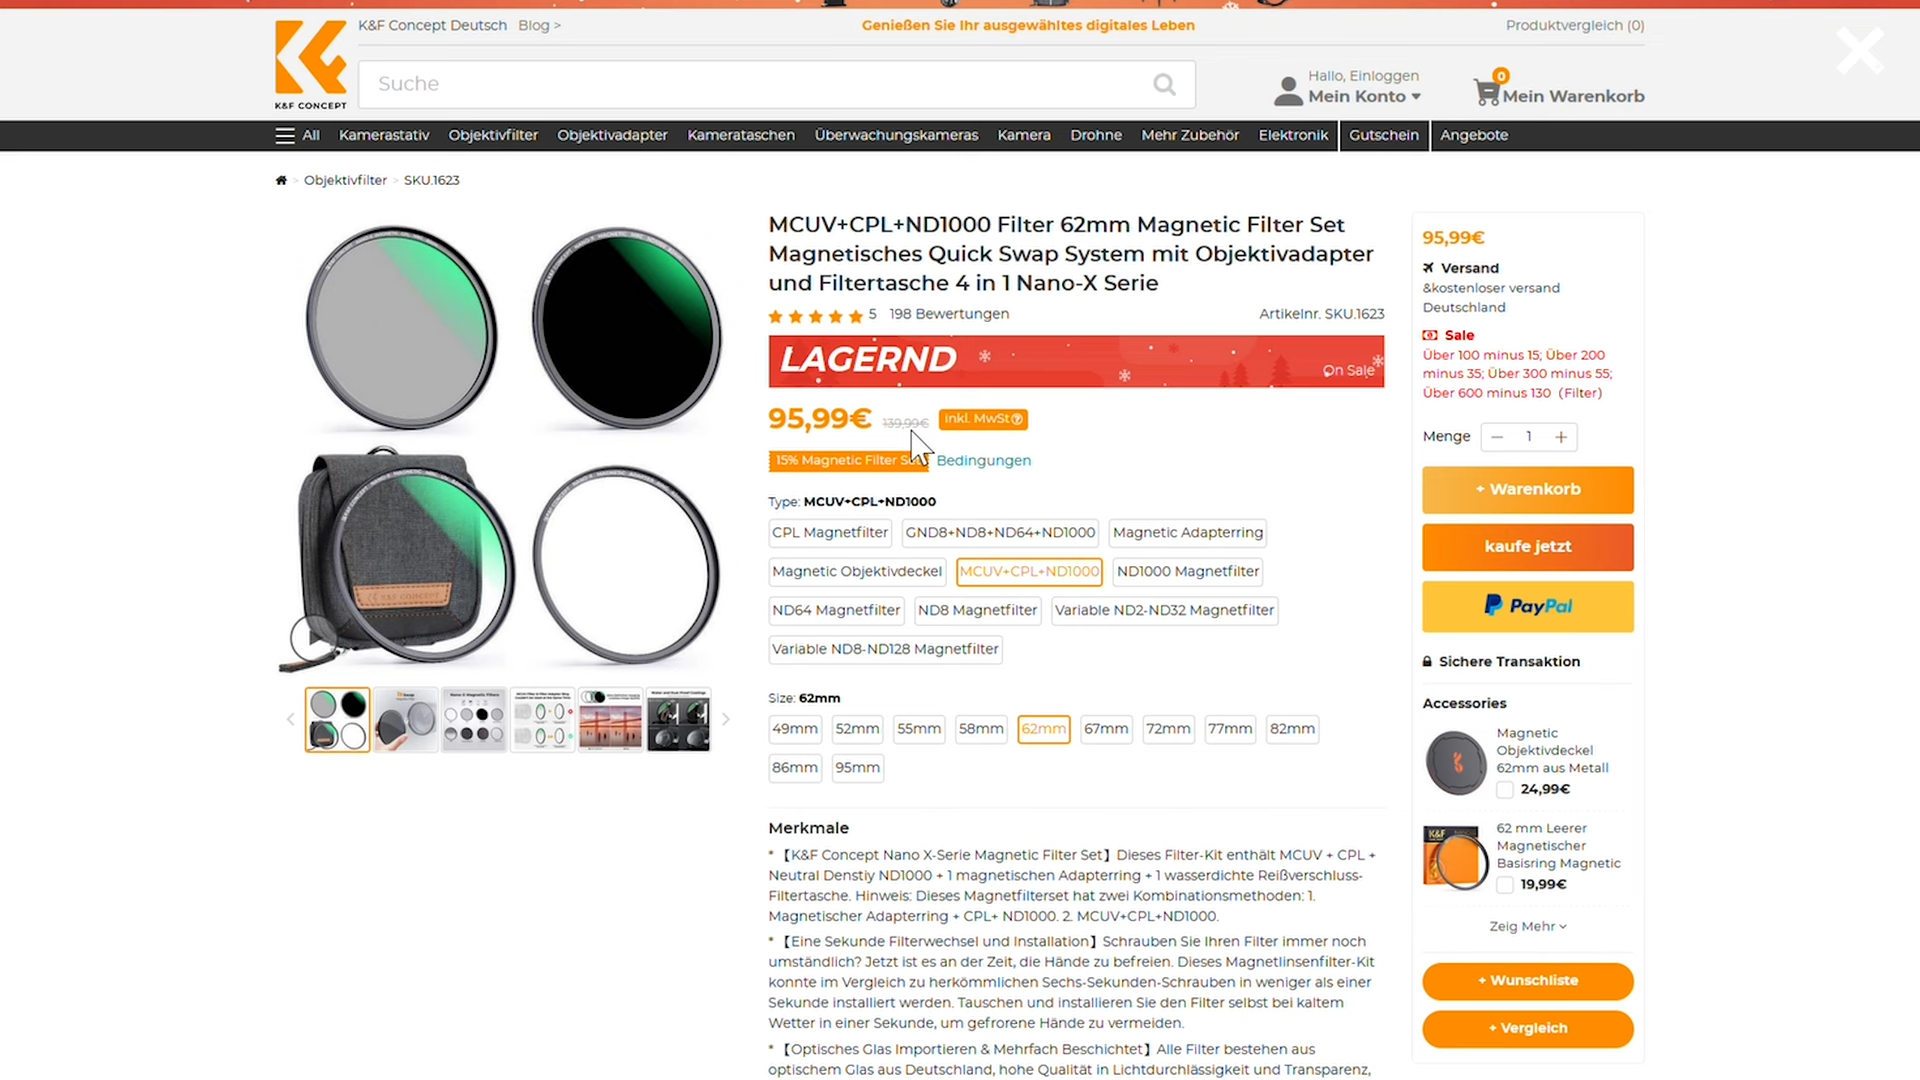 K&F CONCEPT
K&F Concept Deutsch Blog >
Genießen Sie Ihr ausgewähltes digitales Leben
Produktvergleich (0)
Suche
Hallo, Einloggen
Mein Konto
0
Mein Warenkorb
All Kamerastativ Objektivfilter Objektivadapter Kamerataschen Überwachungskameras Kamera Drohne Mehr Zubehör Elektronik Gutschein Angebote
> Objektivfilter > SKU.1623
MCUV+CPL+ND1000 Filter 62mm Magnetic Filter Set
Magnetisches Quick Swap System mit Objektivadapter
und Filtertasche 4 in 1 Nano-X Serie
5 198 Bewertungen
Artikelnr. SKU.1623
LAGERND
On Sale
95,99€ 139,99€ inkl. MwSt
15% Magnetic Filter Bedingungen
Type: MCUV+CPL+ND1000
CPL Magnetfilter GND8+ND8+ND64+ND1000 Magnetic Adapterring
Magnetic Objektivdeckel MCUV+CPL+ND1000 ND1000 Magnetfilter
ND64 Magnetfilter ND8 Magnetfilter Variable ND2-ND32 Magnetfilter
Variable ND8-ND128 Magnetfilter
Size: 62mm
49mm 52mm 55mm 58mm 62mm 67mm 72mm 77mm 82mm
86mm 95mm
Merkmale
* 【K&F Concept Nano X-Serie Magnetic Filter Set】Dieses Filter-Kit enthält MCUV + CPL +
Neutral Denstiy ND1000 + 1 magnetischen Adapterring + 1 wasserdichte Reißverschluss-
Filtertasche. Hinweis: Dieses Magnetfilterset hat zwei Kombinationsmethoden: 1.
Magnetischer Adapterring + CPL+ ND1000. 2. MCUV+CPL+ND1000.
* 【Eine Sekunde Filterwechsel und Installation】Schrauben Sie Ihren Filter immer noch
umständlich? Jetzt ist es an der Zeit, die Hände zu befreien. Dieses Magnetlinsenfilter-Kit
konnte im Vergleich zu herkömmlichen Sechs-Sekunden-Schrauben in weniger als einer
Sekunde installiert werden. Tauschen und installieren Sie den Filter selbst bei kaltem
Wetter in einer Sekunde, um gefrorene Hände zu vermeiden.
* 【Optisches Glas Importieren & Mehrfach Beschichtet】Alle Filter bestehen aus
optischem Glas aus Deutschland, hohe Qualität in Lichtdurchlässigkeit und Transparenz,
95,99€
Versand
&kostenloser versand
Deutschland
Sale
Über 100 minus 15; Über 200
minus 35; Über 300 minus 55;
Über 600 minus 130 (Filter)
Menge 1
+ Warenkorb
kaufe jetzt
PayPal
Sichere Transaktion
Accessories
Magnetic
Objektivdeckel
62mm aus Metall
24,99€
62 mm Leerer
Magnetischer
Basisring Magnetic
19,99€
Zeig Mehr
+ Wunschliste
+ Vergleich